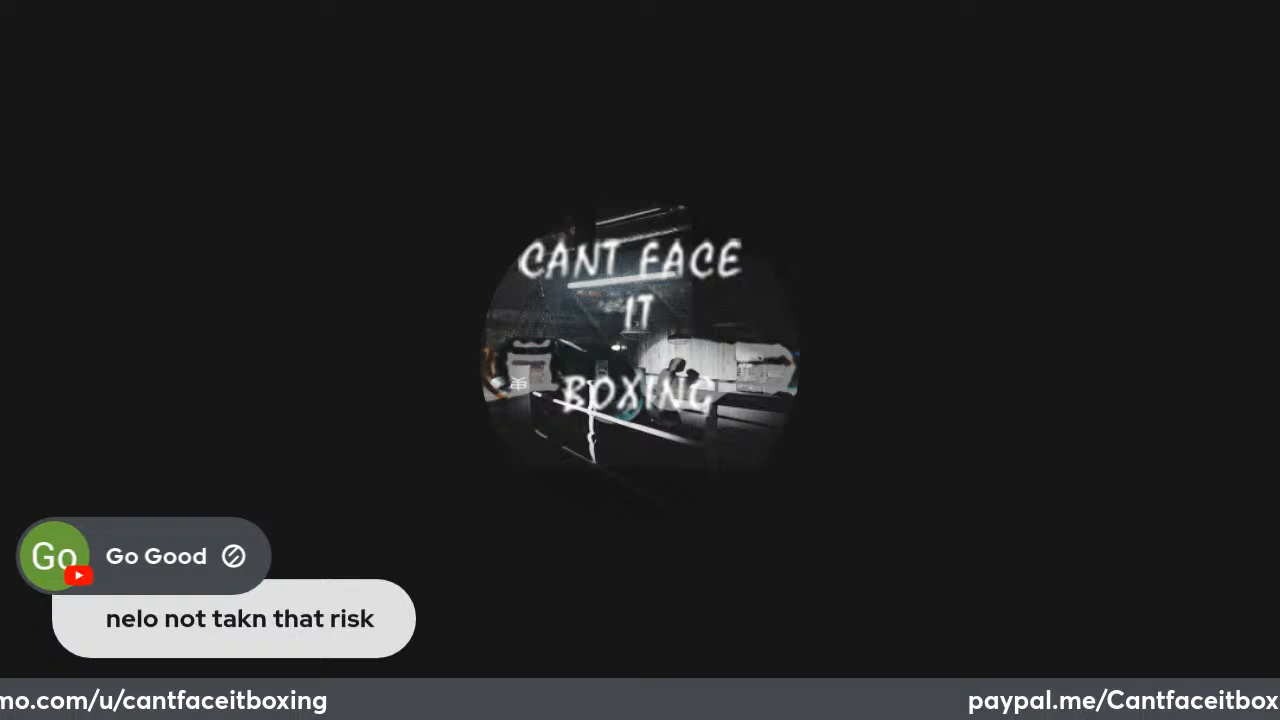 CANT FACE
IT
BOXING
Go
Go Good
nelo not takn that risk
mo.com/u/cantfaceitboxing
paypal.me/Cantfaceitbox